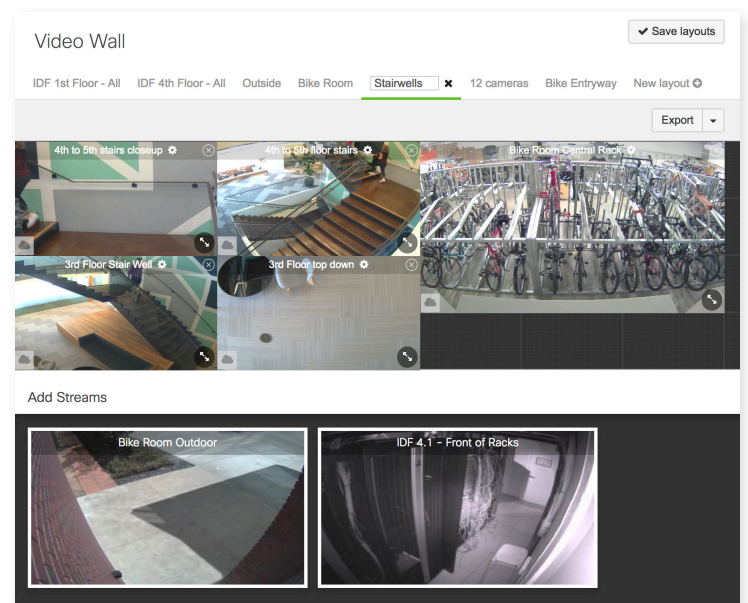 Video Wall
Save layouts
IDF 1st Floor - All IDF 4th Floor - All Outside Bike Room Stairwells 12 cameras Bike Entryway New layout
Export
4th to 5th stairs closeup
4th to 5th floor stairs
Bike Room Central Rack
3rd Floor Stair Well
3rd Floor top down
Add Streams
Bike Room Outdoor
IDF 4.1 - Front of Racks